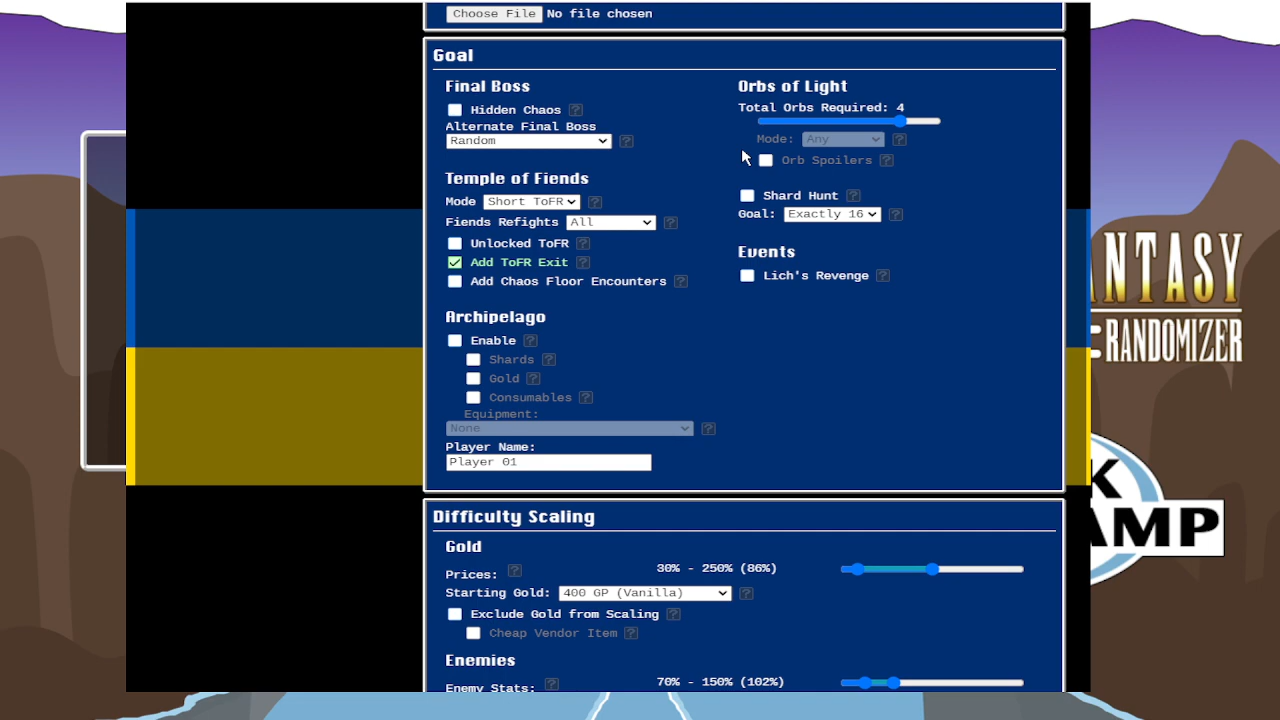 Choose File No file chosen
Goal
Final Boss
Hidden Chaos ?
Alternate Final Boss
Random ?
Temple of Fiends
Mode Short ToFR ?
Fiends Refights All ?
Unlocked ToFR ?
Add ToFR Exit ?
Add Chaos Floor Encounters ?
Archipelago
Enable ?
Shards ?
Gold ?
Consumables ?
Equipment:
None ?
Player Name:
Player 01
Orbs of Light
Total Orbs Required: 4
Mode: Any ?
Orb Spoilers ?
Shard Hunt ?
Goal: Exactly 16 ?
Events
Lich's Revenge ?
Difficulty Scaling
Gold
Prices: ? 30% - 250% (86%)
Starting Gold: 400 GP (Vanilla) ?
Exclude Gold from Scaling ?
Cheap Vendor Item ?
Enemies
Enemy Stats: ? 70% - 150% (102%)
NTASY
RANDOMIZER
K
AMP